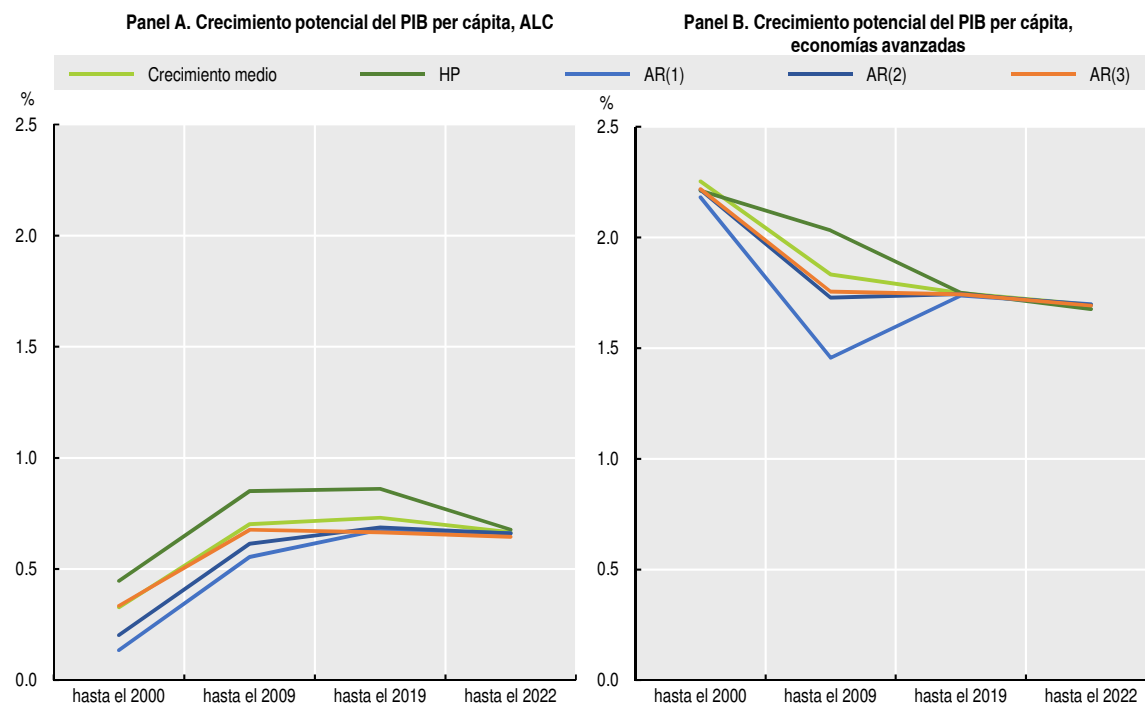 Panel A. Crecimiento potencial del PIB per cápita, ALC
Panel B. Crecimiento potencial del PIB per cápita,
economías avanzadas
Crecimiento medio
HP
AR(1)
AR(2)
AR(3)
%
2.5
2.0
1.5
1.0
0.5
0.0
hasta el 2000
hasta el 2009
hasta el 2019
hasta el 2022
%
2.5
2.0
1.5
1.0
0.5
0.0
hasta el 2000
hasta el 2009
hasta el 2019
hasta el 2022